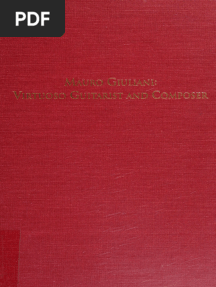 PDF
MAURO GIULIANI:
VIRTUOSO GUITARIST AND COMPOSER